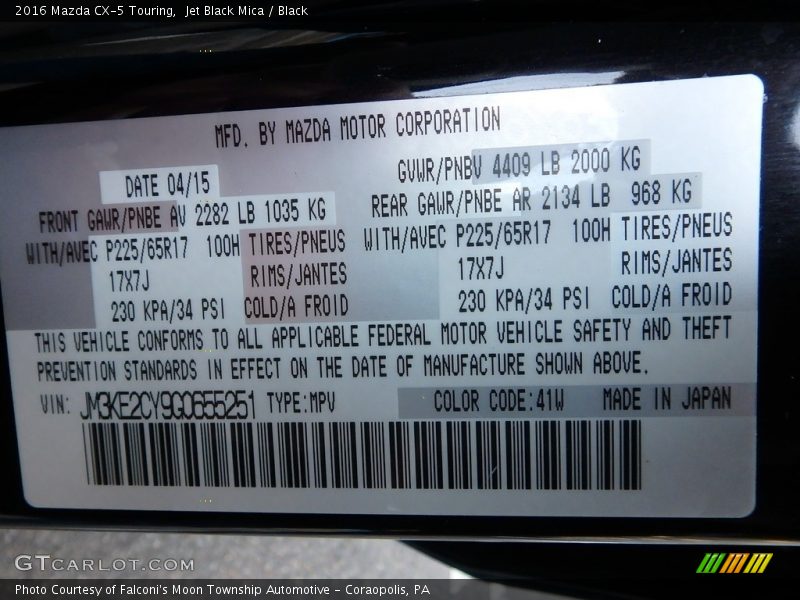 2016 Mazda CX-5 Touring, Jet Black Mica / Black
MFD. BY MAZDA MOTOR CORPORATION
DATE 04/15
GVWR/PNBV 4409 LB 2000 KG
FRONT GAWR/PNBE AV 2282 LB 1035 KG
REAR GAWR/PNBE AR 2134 LB 968 KG
WITH/AVEC P225/65R17 100H TIRES/PNEUS
WITH/AVEC P225/65R17 100H TIRES/PNEUS
17X7J RIMS/JANTES
17X7J RIMS/JANTES
230 KPA/34 PSI COLD/A FROID
230 KPA/34 PSI COLD/A FROID
THIS VEHICLE CONFORMS TO ALL APPLICABLE FEDERAL MOTOR VEHICLE SAFETY AND THEFT
PREVENTION STANDARDS IN EFFECT ON THE DATE OF MANUFACTURE SHOWN ABOVE.
VIN: JM3KE2CY9G0655251 TYPE:MPV COLOR CODE:41W MADE IN JAPAN
GTCARLOT.COM
Photo Courtesy of Falconi's Moon Township Automotive - Coraopolis, PA